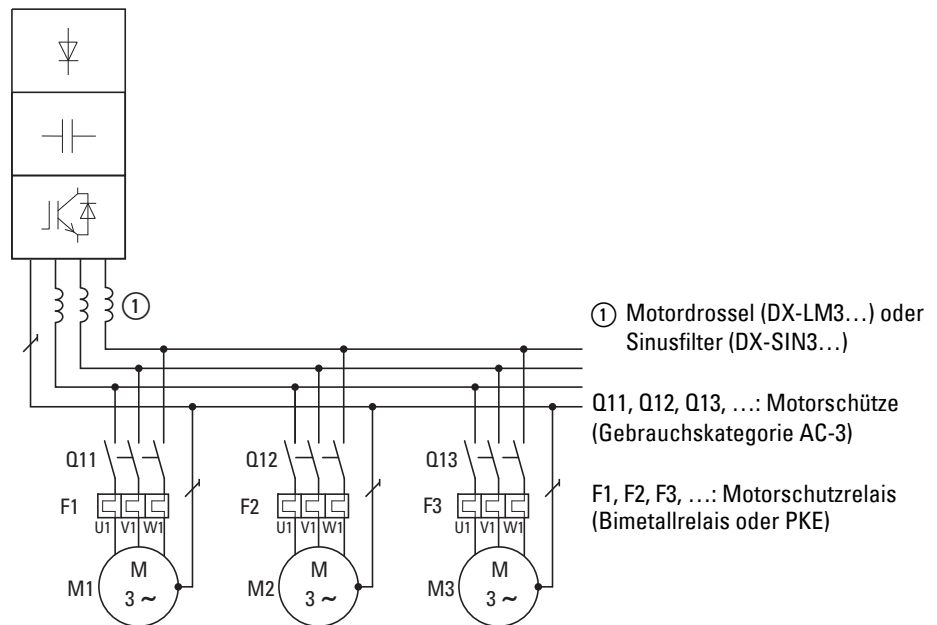 1
① Motordrossel (DX-LM3…) oder
Sinusfilter (DX-SIN3…)
Q11, Q12, Q13, …: Motorschütze
(Gebrauchskategorie AC-3)
Q11
Q12
Q13
F1, F2, F3, …: Motorschutzrelais
(Bimetallrelais oder PKE)
F1
F2
F3
U1 V1 W1
U1 V1 W1
U1 V1 W1
M1
M
3 ~
M2
M
3 ~
M3
M
3 ~